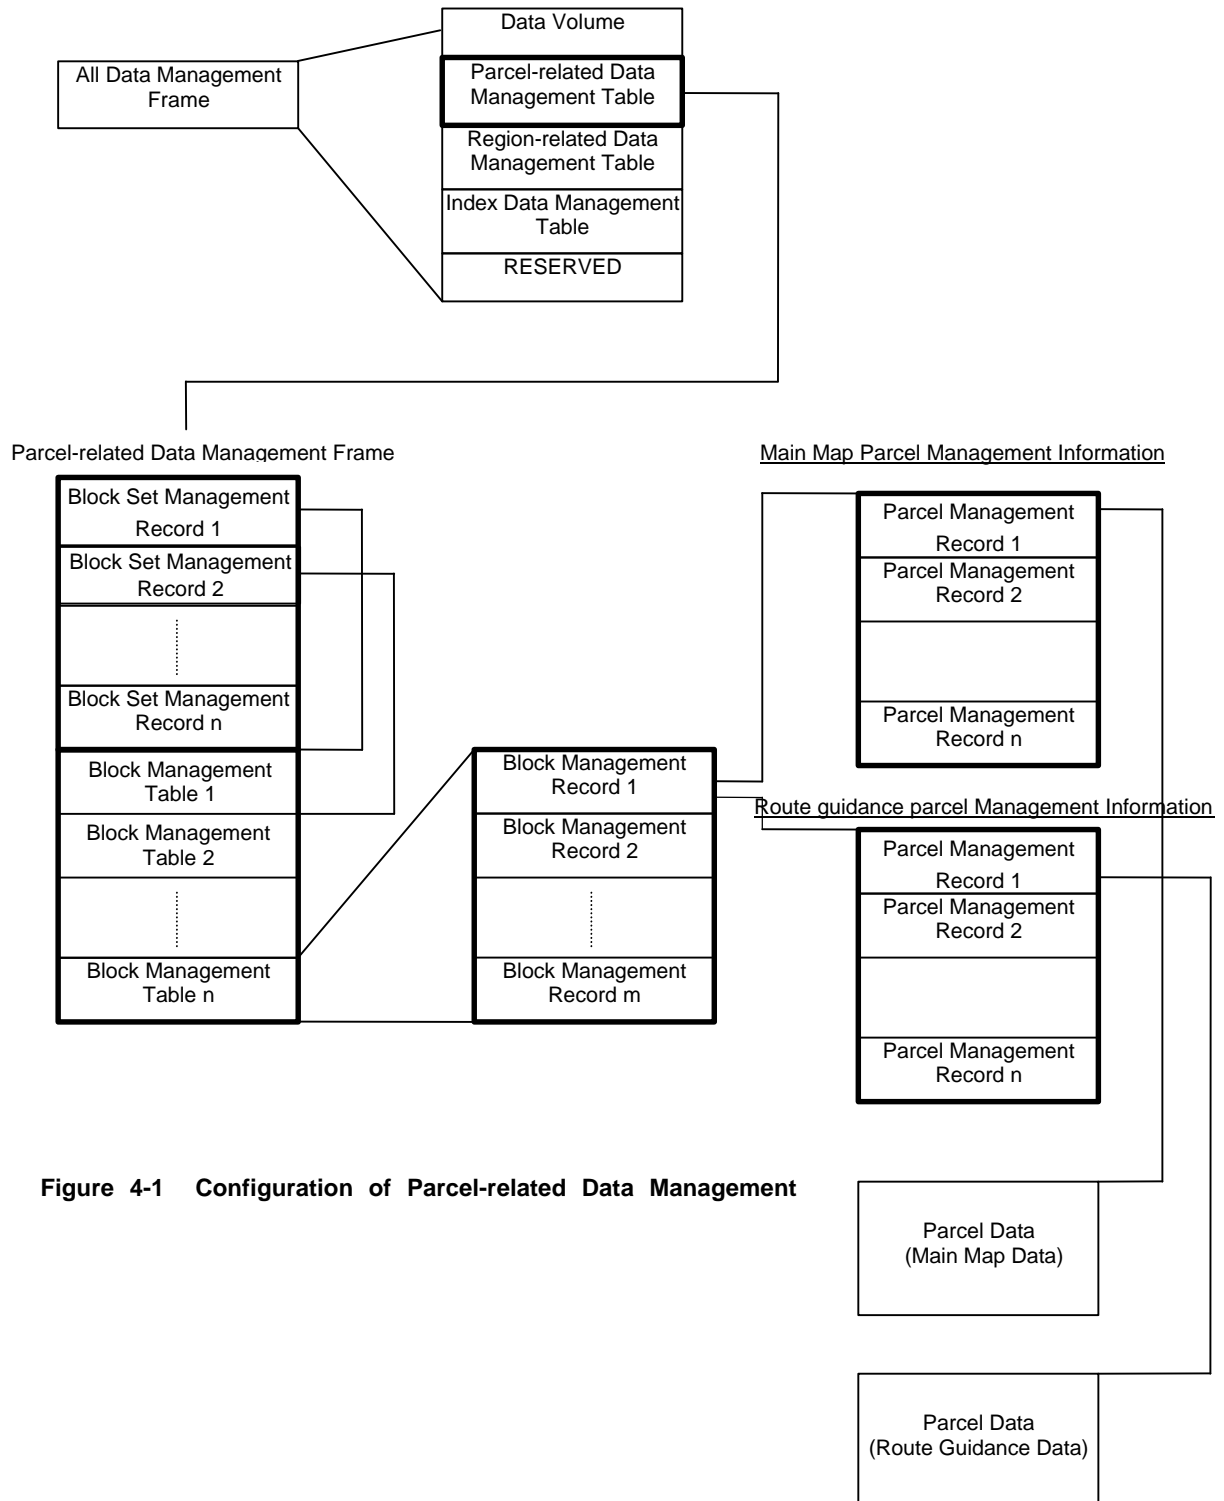 Data Volume
All Data Management
Frame
Parcel-related Data
Management Table
Region-related Data
Management Table
Index Data Management
Table
RESERVED
Parcel-related Data Management Frame
Block Set Management
Record 1
Block Set Management
Record 2
Block Set Management
Record n
Block Management
Table 1
Block Management
Table 2
Block Management
Table n
Block Management
Record 1
Block Management
Record 2
Block Management
Record m
Main Map Parcel Management Information
Parcel Management
Record 1
Parcel Management
Record 2
Parcel Management
Record n
Route guidance parcel Management Information
Parcel Management
Record 1
Parcel Management
Record 2
Parcel Management
Record n
Figure 4-1 Configuration of Parcel-related Data Management
Parcel Data
(Main Map Data)
Parcel Data
(Route Guidance Data)